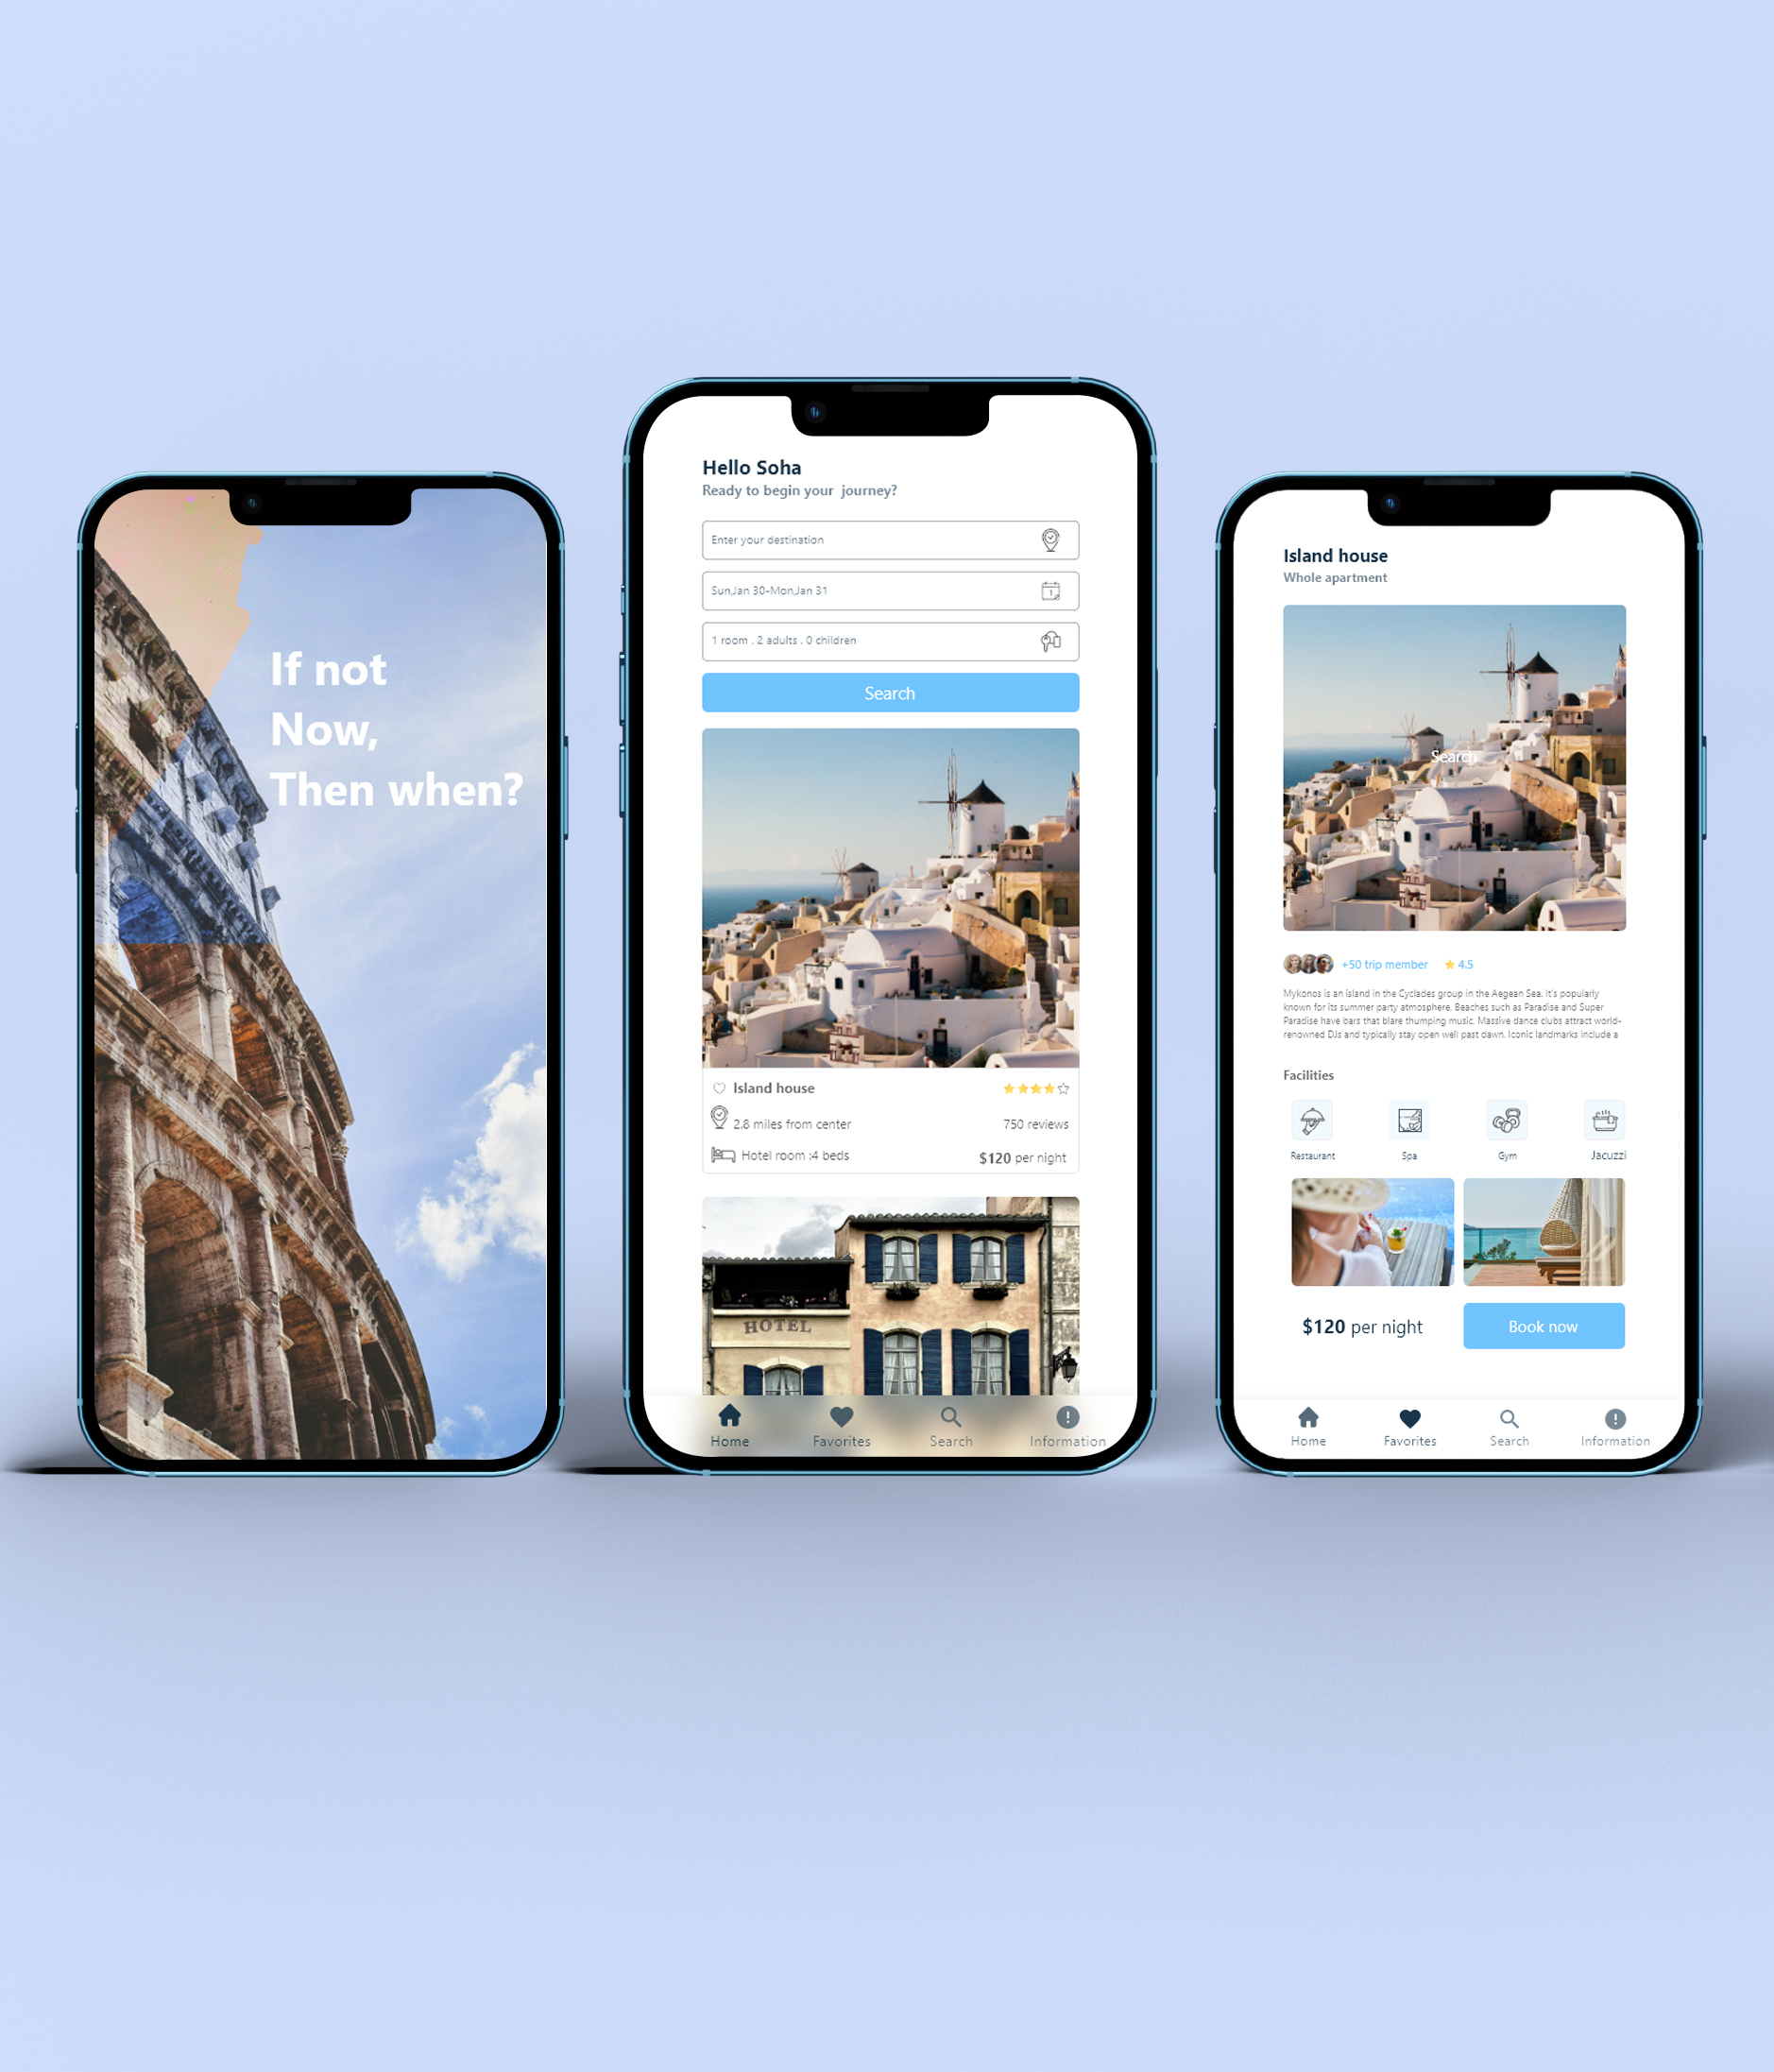 If not
Now,
Then when?
Hello Soha
Ready to begin your  journey?
Enter your destination
Sun,Jan 30-Mon,Jan 31
1 room . 2 adults . 0 children
Search
Island house
2.8 miles from center
750 reviews
Hotel room :4 beds
$120 per night
HOTEL
Home
Favorites
Search
Information
Island house
Whole apartment
Search
+50 trip member
4.5
Mykonos is an island in the Cyclades group in the Aegean Sea. It's popularly
known for its summer party atmosphere. Beaches such as Paradise and Super
Paradise have bars that blare thumping music. Massive dance clubs attract world-
renowned DJs and typically stay open well past dawn. Iconic landmarks include a
Facilities
Restaurant
Spa
Gym
Jacuzzi
$120 per night
Book now
Home
Favorites
Search
Information